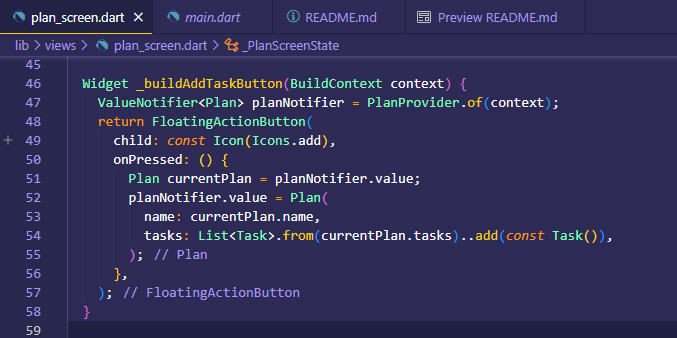 plan_screen.dart X main.dart README.md Preview README.md
lib > views > plan_screen.dart > _PlanScreenState
45
46 Widget _buildAddTaskButton(BuildContext context) {
47   ValueNotifier<Plan> planNotifier = PlanProvider.of(context);
48   return FloatingActionButton(
49     child: const Icon(Icons.add),
50     onPressed: () {
51       Plan currentPlan = planNotifier.value;
52       planNotifier.value = Plan(
53         name: currentPlan.name,
54         tasks: List<Task>.from(currentPlan.tasks)..add(const Task()),
55       ); // Plan
56     },
57   ); // FloatingActionButton
58 }
59